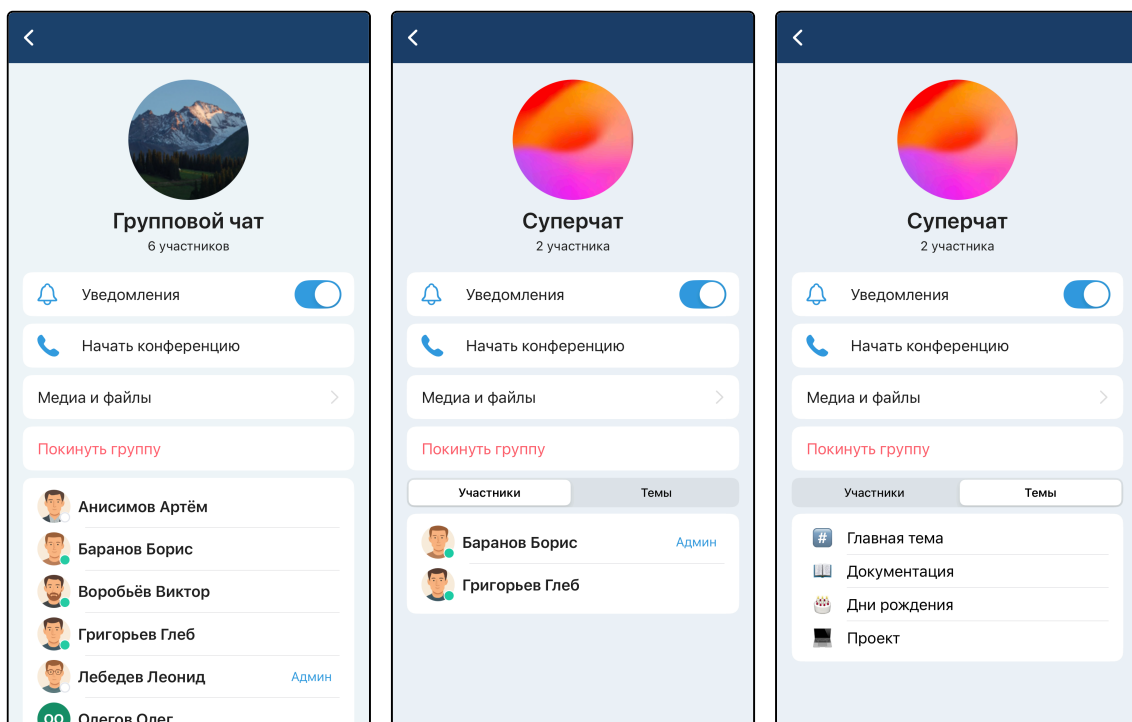 Групповой чат
6 участников
Уведомления
Начать конференцию
Медиа и файлы
Покинуть группу
Анисимов Артём
Баранов Борис
Воробьёв Виктор
Григорьев Глеб
Лебедев Леонид Админ
ОО Олегов Олег
Суперчат
2 участника
Уведомления
Начать конференцию
Медиа и файлы
Покинуть группу
Участники Темы
Баранов Борис Админ
Григорьев Глеб
Суперчат
2 участника
Уведомления
Начать конференцию
Медиа и файлы
Покинуть группу
Участники Темы
# Главная тема
Документация
Дни рождения
Проект